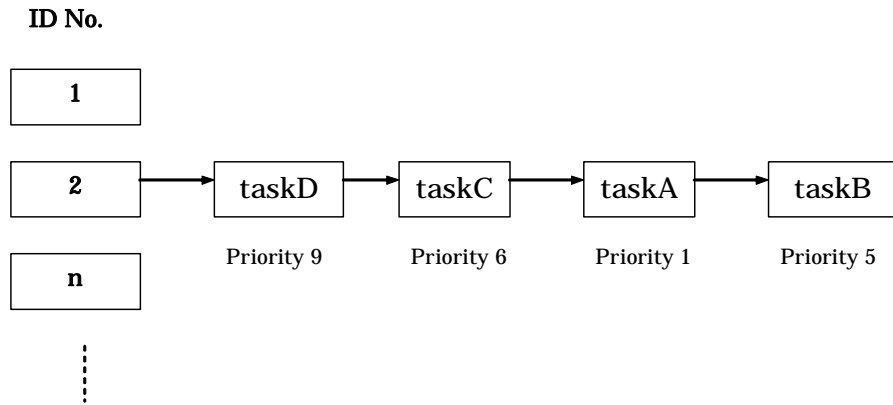 ID No.
1
2
taskD
taskC
taskA
taskB
Priority 9
Priority 6
Priority 1
Priority 5
n